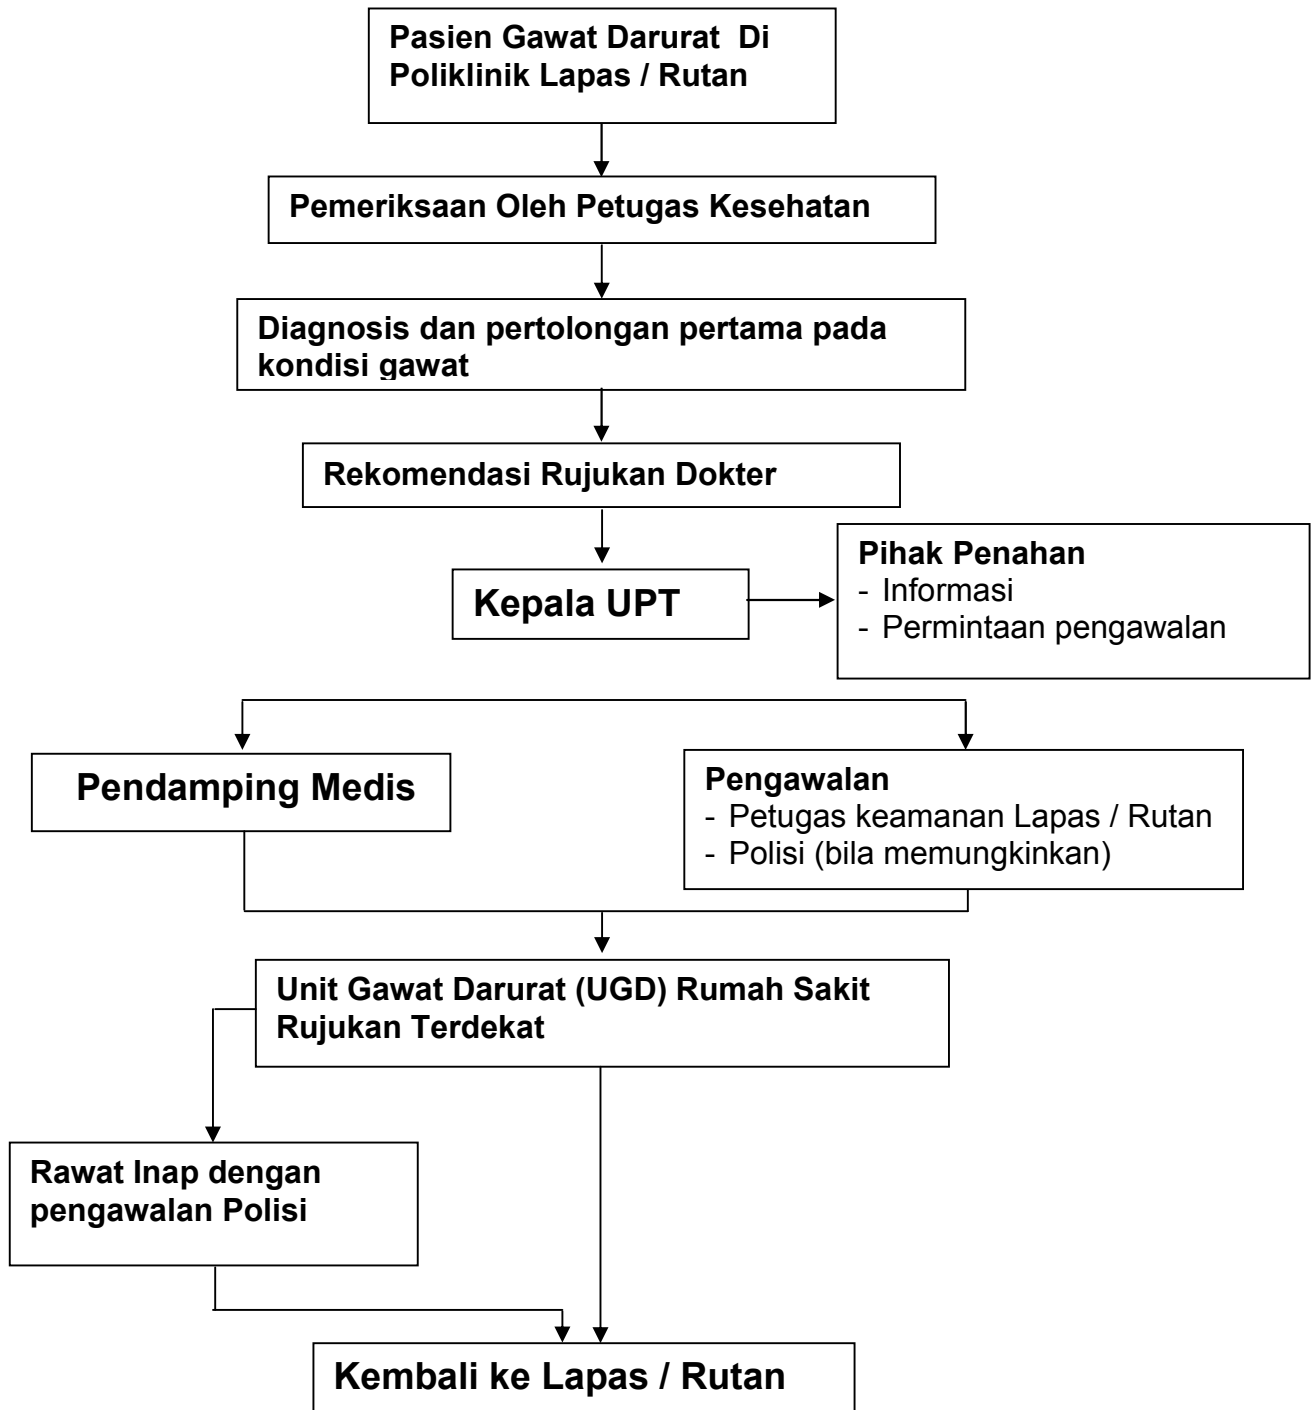 Pasien Gawat Darurat Di
Poliklinik Lapas / Rutan
Pemeriksaan Oleh Petugas Kesehatan
Diagnosis dan pertolongan pertama pada
kondisi gawat
Rekomendasi Rujukan Dokter
Kepala UPT
Pihak Penahan
- Informasi
- Permintaan pengawalan
Pendamping Medis
Pengawalan
- Petugas keamanan Lapas / Rutan
- Polisi (bila memungkinkan)
Unit Gawat Darurat (UGD) Rumah Sakit
Rujukan Terdekat
Rawat Inap dengan
pengawalan Polisi
Kembali ke Lapas / Rutan